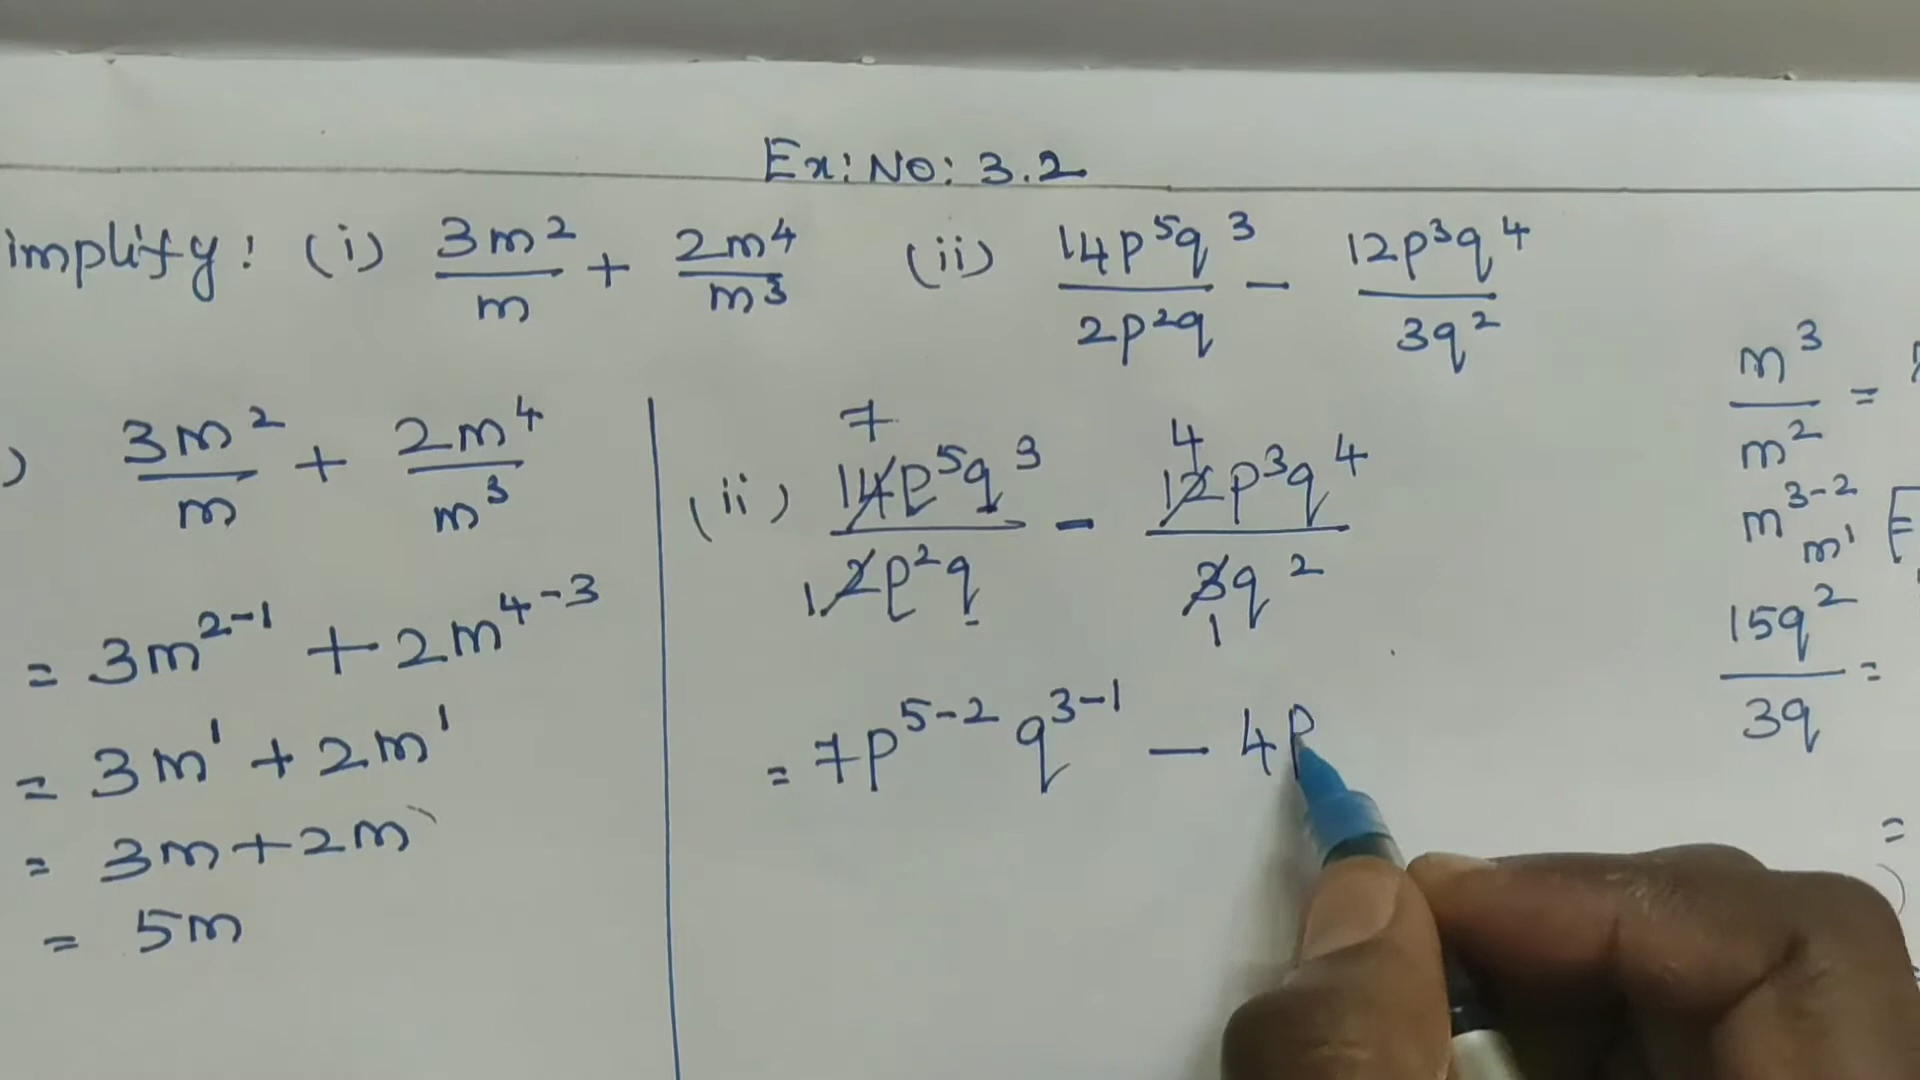 Ex: No: 3.2
implify: (i) 3m²/m + 2m⁴/m³ (ii) 14p⁵q³/2p²q − 12p³q⁴/3q²
) 3m²/m + 2m⁴/m³
= 3m²⁻¹ + 2m⁴⁻³
= 3m¹ + 2m¹
= 3m + 2m
= 5m
(ii) 7 14p⁵q³/1 2p²q − 4 12p³q⁴/3q² 1
= 7p⁵⁻² q³⁻¹ − 4p
m³/m² =
m³⁻²
m¹
15q²/3q =
=